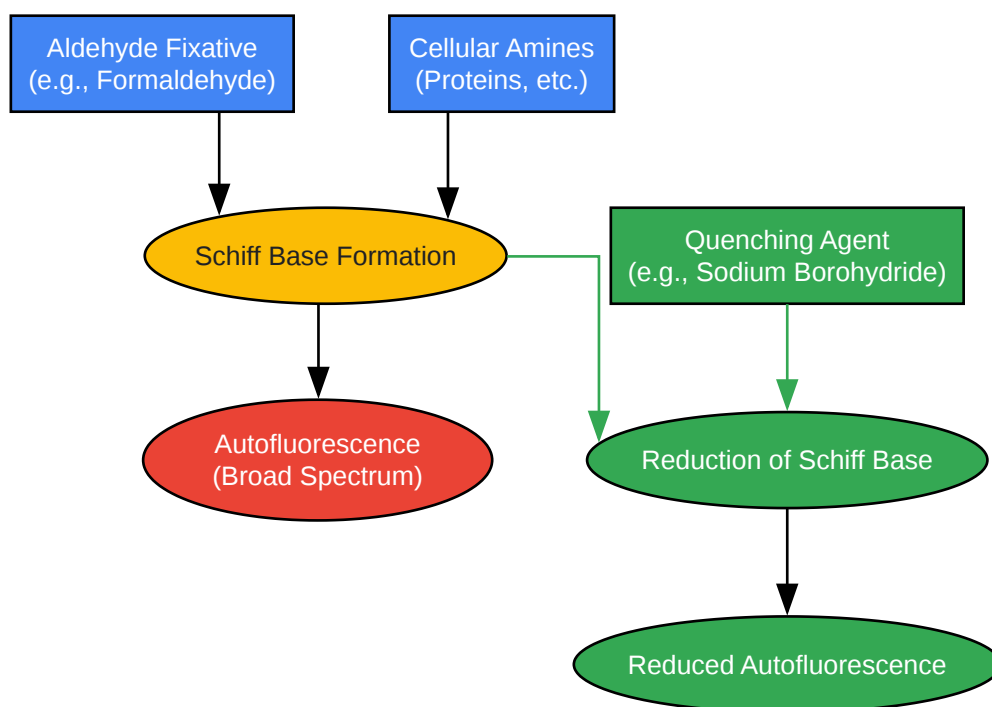 Aldehyde Fixative
(e.g., Formaldehyde)
Cellular Amines
(Proteins, etc.)
Schiff Base Formation
Quenching Agent
(e.g., Sodium Borohydride)
Autofluorescence
(Broad Spectrum)
Reduction of Schiff Base
Reduced Autofluorescence